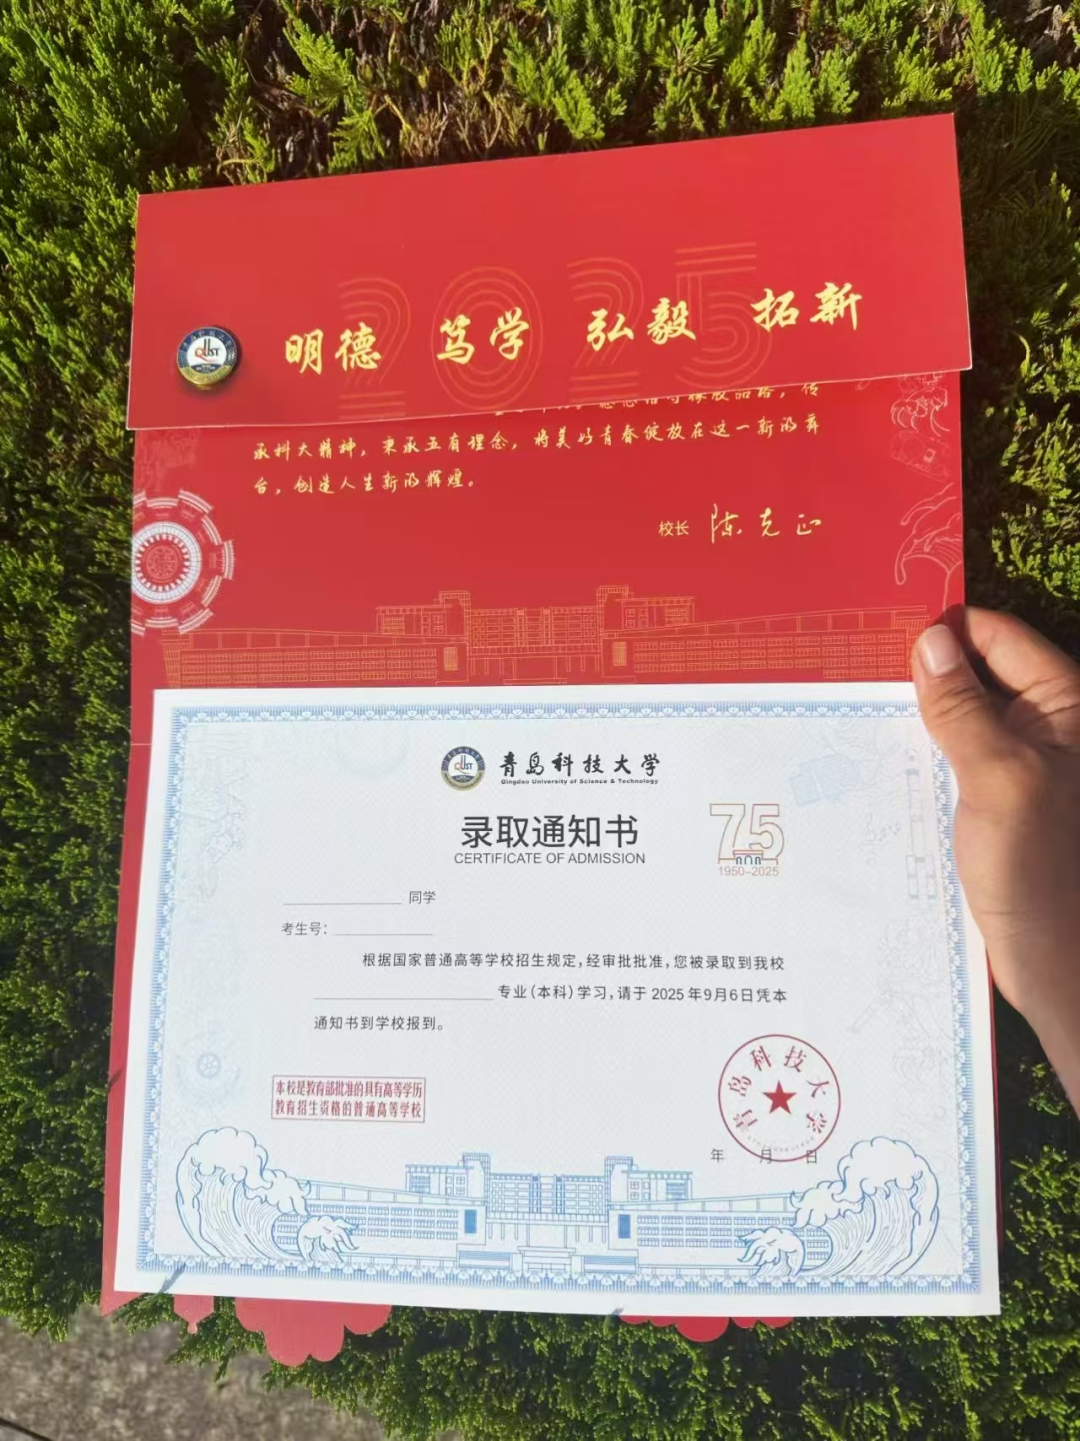 2025
QUST
明德 笃学 弘毅 拓新
承科大精神，秉承五有理念，将美好青春绽放在这一新的舞
台，创造人生新的辉煌。
校长 陈克正
QUST 青岛科技大学
Qingdao University of Science & Technology
录取通知书
CERTIFICATE OF ADMISSION
75
1950-2025
同学
考生号：
根据国家普通高等学校招生规定，经审批批准，您被录取到我校
专业（本科）学习，请于 2025 年9月6日凭本
通知书到学校报到。
本校是教育部批准的具有高等学历
教育招生资格的普通高等学校
青岛科技大学
年 月 日